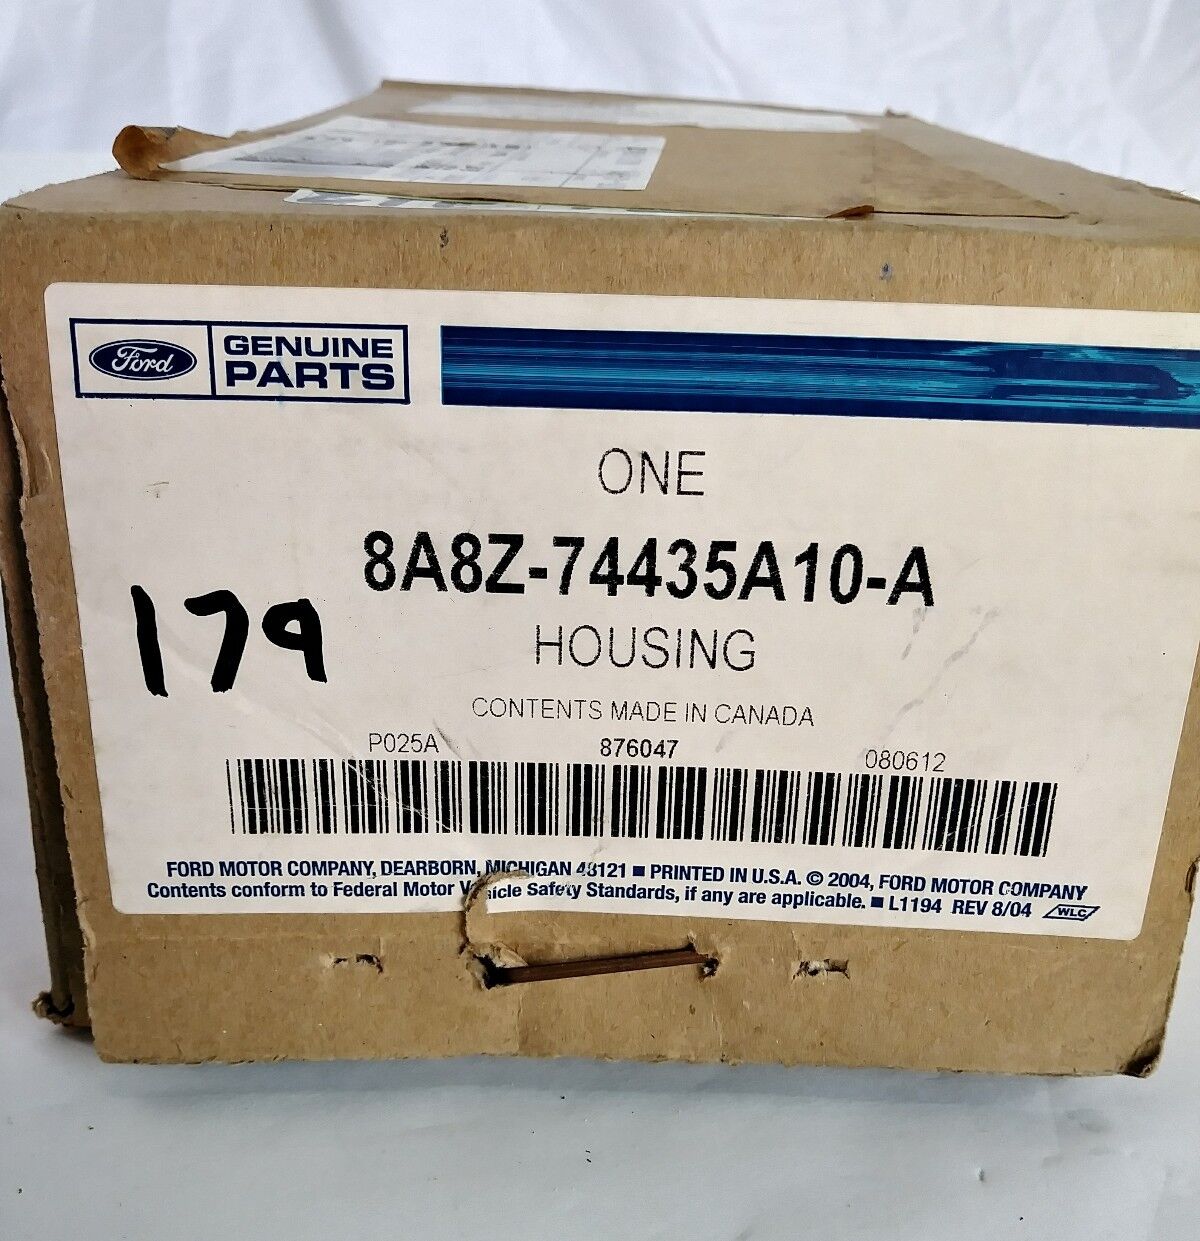 Ford GENUINE PARTS
ONE
8A8Z-74435A10-A
179
HOUSING
CONTENTS MADE IN CANADA
P025A 876047 080612
FORD MOTOR COMPANY, DEARBORN, MICHIGAN 48121 ■ PRINTED IN U.S.A. © 2004, FORD MOTOR COMPANY
Contents conform to Federal Motor Vehicle Safety Standards, if any are applicable. ■ L1194 REV 8/04 WLC